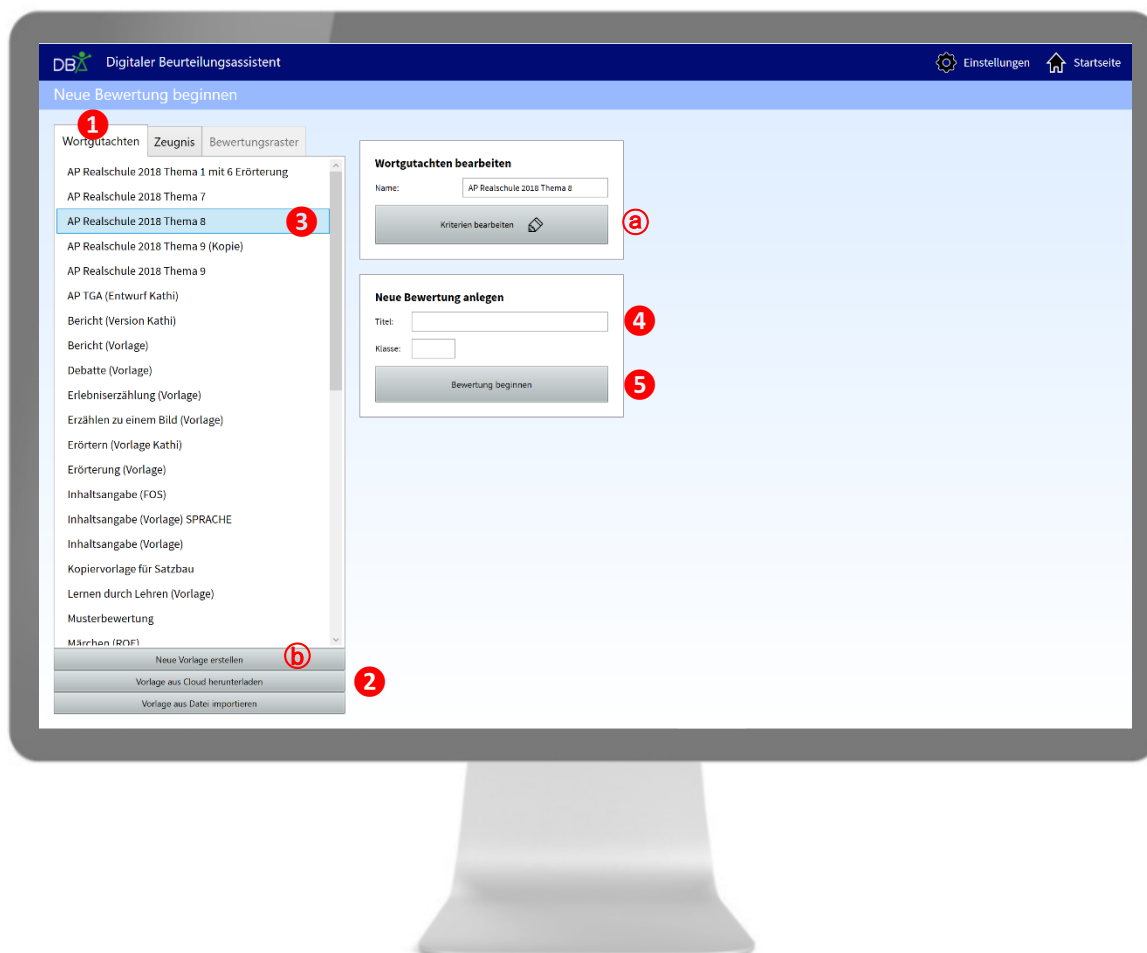 DBA Digitaler Beurteilungsassistent
Einstellungen
Startseite
Neue Bewertung beginnen
1
Wortgutachten
Zeugnis
Bewertungsraster
AP Realschule 2018 Thema 1 mit 6 Erörterung
AP Realschule 2018 Thema 7
AP Realschule 2018 Thema 8
3
AP Realschule 2018 Thema 9 (Kopie)
AP Realschule 2018 Thema 9
AP TGA (Entwurf Kathi)
Bericht (Version Kathi)
Bericht (Vorlage)
Debatte (Vorlage)
Erlebniserzählung (Vorlage)
Erzählen zu einem Bild (Vorlage)
Erörtern (Vorlage Kathi)
Erörterung (Vorlage)
Inhaltsangabe (FOS)
Inhaltsangabe (Vorlage) SPRACHE
Inhaltsangabe (Vorlage)
Kopiervorlage für Satzbau
Lernen durch Lehren (Vorlage)
Musterbewertung
Märchen (ROF)
Neue Vorlage erstellen
b
Vorlage aus Cloud herunterladen
2
Vorlage aus Datei importieren
Wortgutachten bearbeiten
Name: AP Realschule 2018 Thema 8
Kriterien bearbeiten
a
Neue Bewertung anlegen
Titel:
4
Klasse:
Bewertung beginnen
5